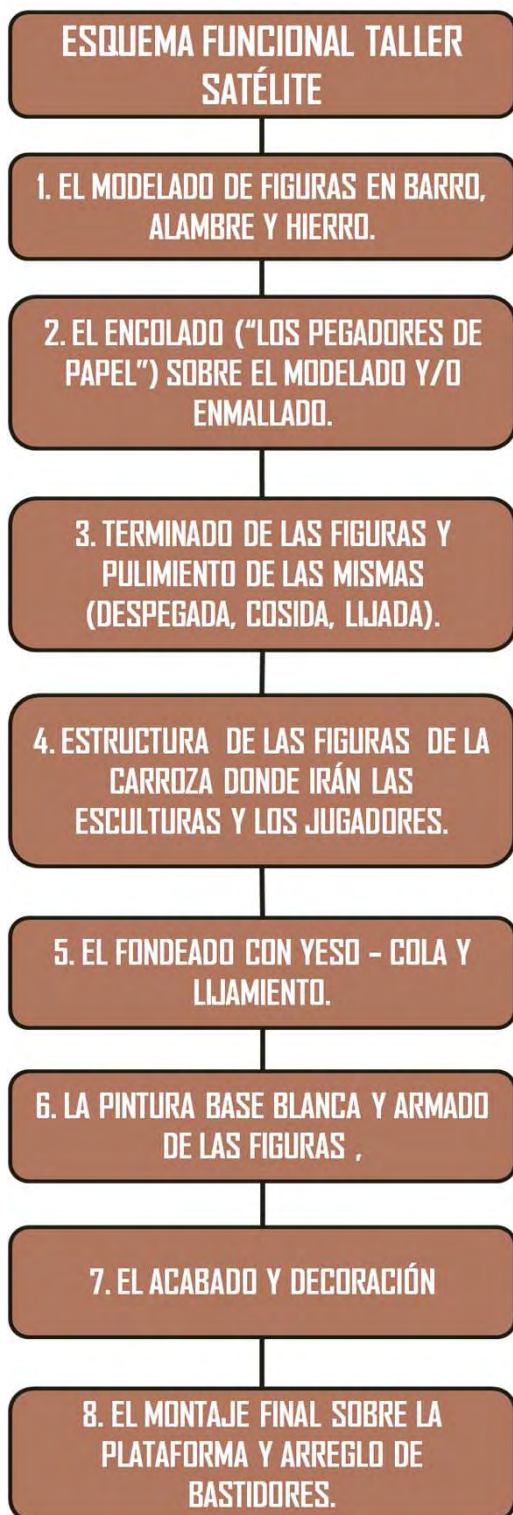 ESQUEMA FUNCIONAL TALLER
SATÉLITE
1. EL MODELADO DE FIGURAS EN BARRO,
ALAMBRE Y HIERRO.
2. EL ENCOLADO (“LOS PEGADORES DE
PAPEL”) SOBRE EL MODELADO Y/O
ENMALLADO.
3. TERMINADO DE LAS FIGURAS Y
PULIMIENTO DE LAS MISMAS
(DESPEGADA, COSIDA, LIJADA).
4. ESTRUCTURA DE LAS FIGURAS DE LA
CARROZA DONDE IRÁN LAS
ESCULTURAS Y LOS JUGADORES.
5. EL FONDEADO CON YESO – COLA Y
LIJAMIENTO.
6. LA PINTURA BASE BLANCA Y ARMADO
DE LAS FIGURAS ,
7. EL ACABADO Y DECORACIÓN
8. EL MONTAJE FINAL SOBRE LA
PLATAFORMA Y ARREGLO DE
BASTIDORES.